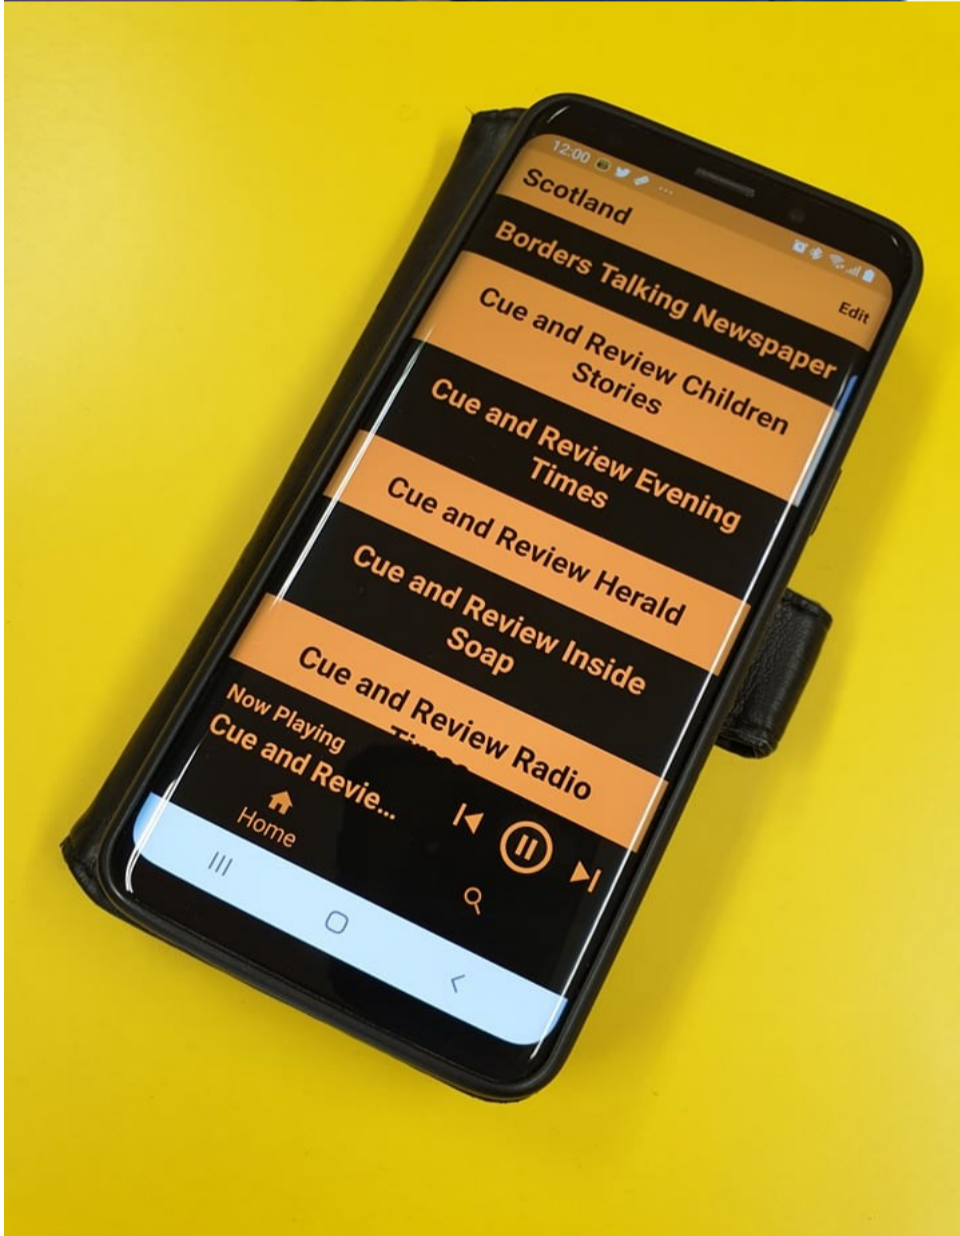 12:00
Scotland
Edit
Borders Talking Newspaper
Cue and Review Children
Stories
Cue and Review Evening
Times
Cue and Review Herald
Cue and Review Inside
Soap
Cue and Review Radio
Now Playing
Cue and Revie...
Home